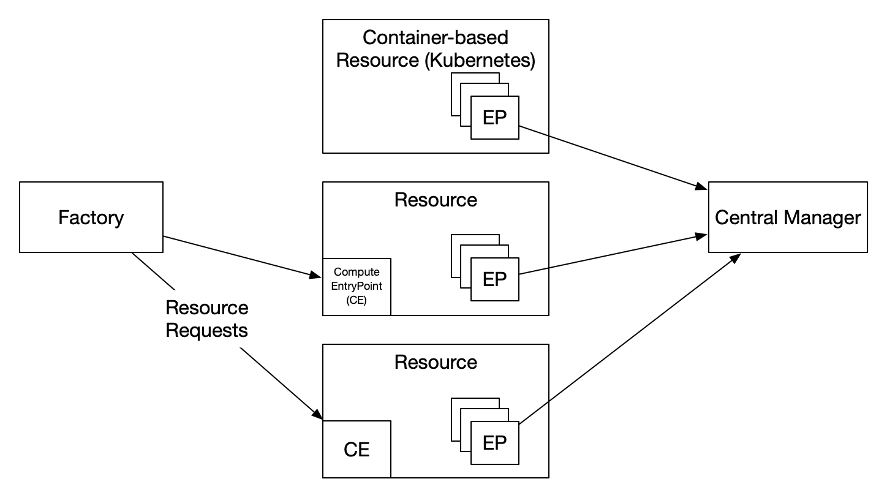 Container-based
Resource (Kubernetes)
EP
Factory
Resource
Central Manager
Compute
EntryPoint
(CE)
EP
Resource
Requests
Resource
CE
EP